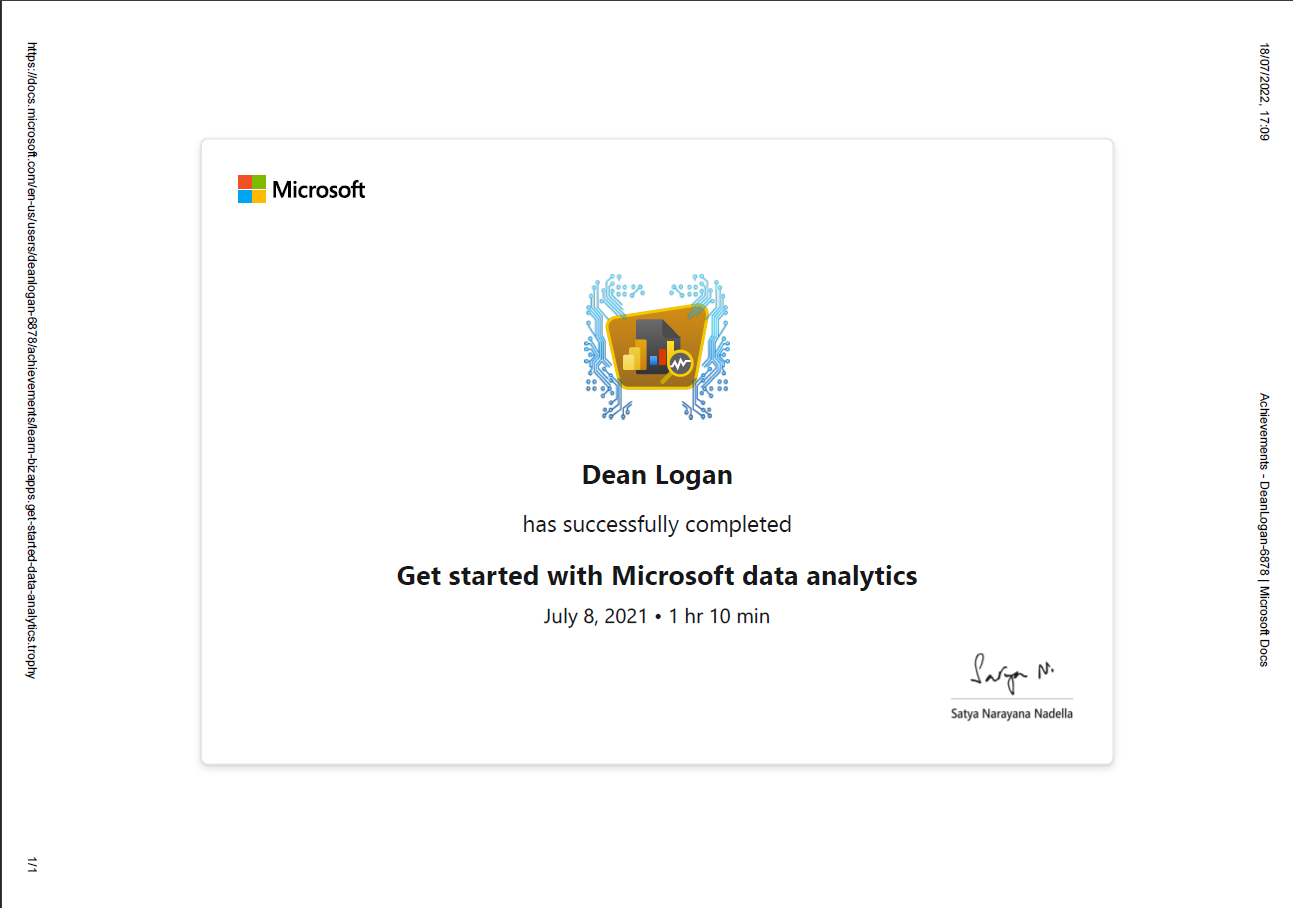 18/07/2022, 17:09
Achievements - DeanLogan-6878 | Microsoft Docs
Microsoft
Dean Logan
has successfully completed
Get started with Microsoft data analytics
July 8, 2021 • 1 hr 10 min
Satya N.
Satya Narayana Nadella
https://docs.microsoft.com/en-us/users/deanlogan-6878/achievements/learn-bizapps.get-started-data-analytics.trophy
1/1